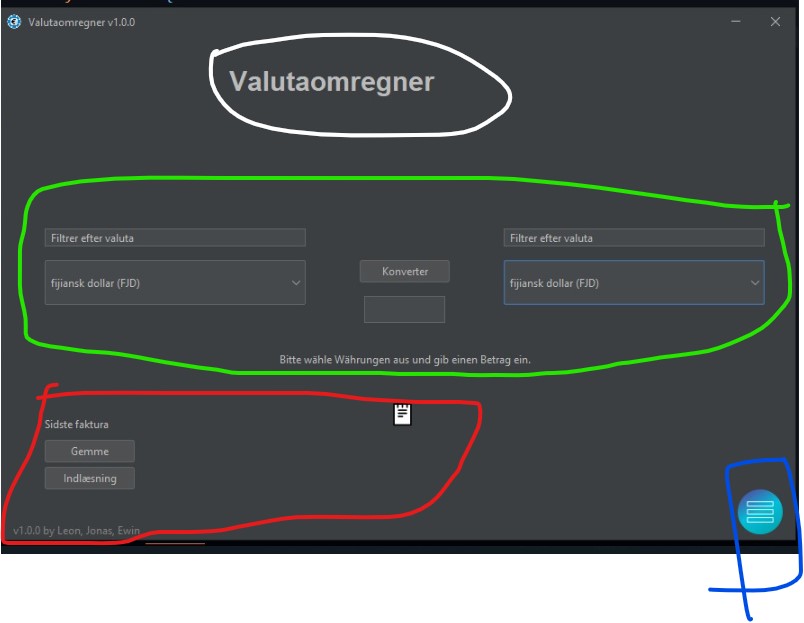 Valutaomregner v1.0.0
Valutaomregner
Filtrer efter valuta
Filtrer efter valuta
fijiansk dollar (FJD)
Konverter
fijiansk dollar (FJD)
Bitte wähle Währungen aus und gib einen Betrag ein.
Sidste faktura
Gemme
Indlæsning
v1.0.0 by Leon, Jonas, Ewin